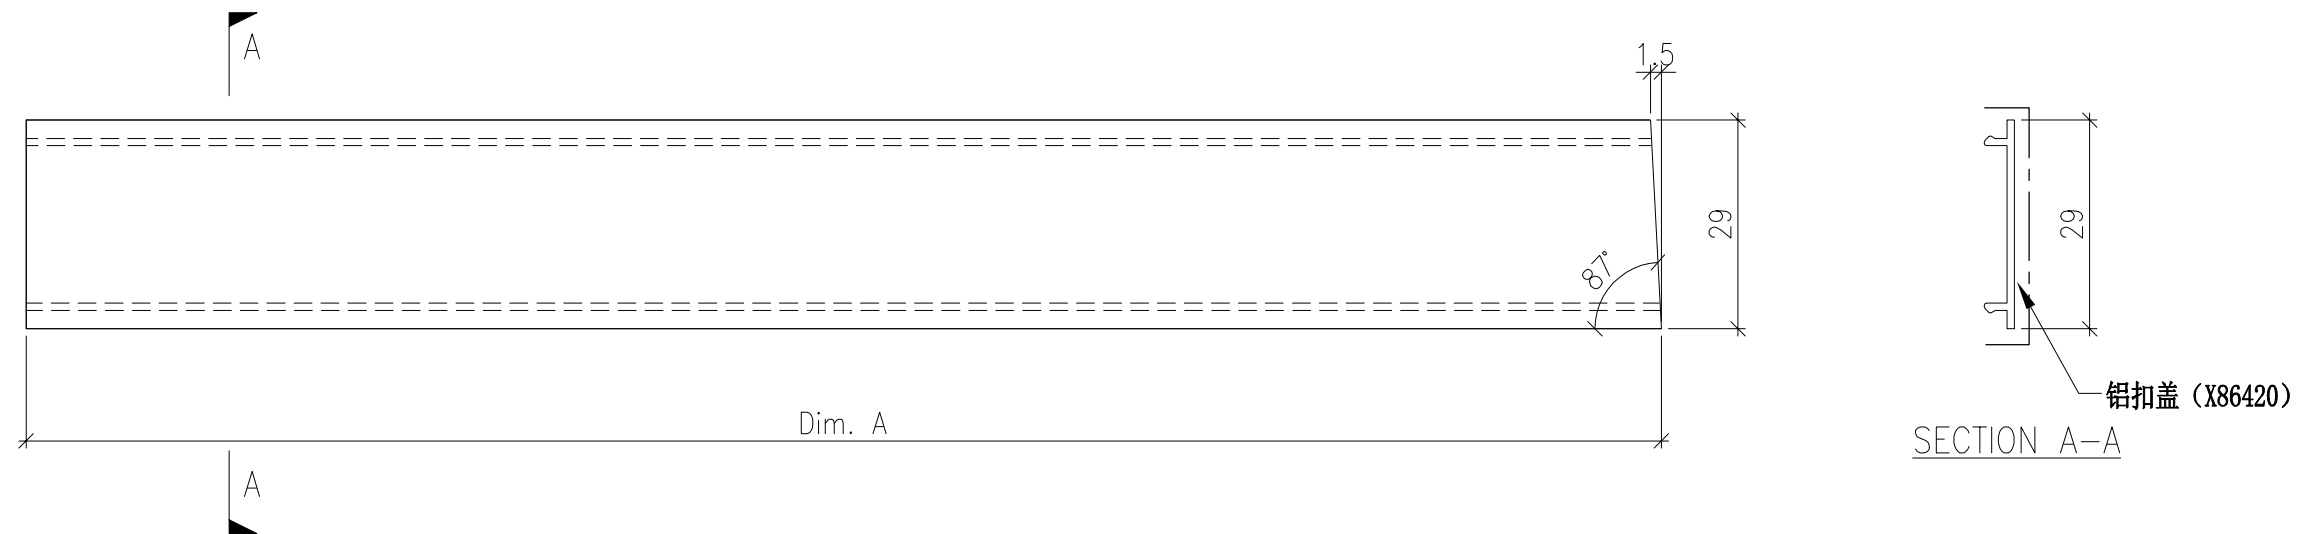 A
1.5
29
87°
29
Dim. A
铝扣盖（X86420）
SECTION A-A
A